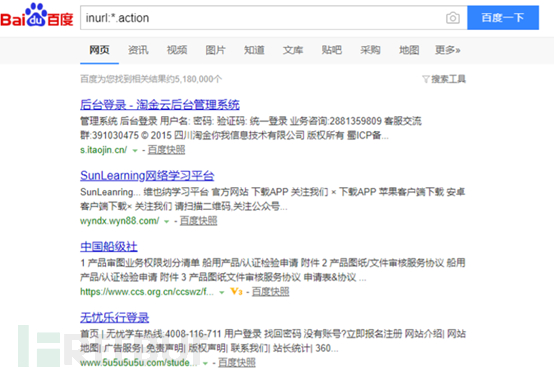 Bai百度 inurl:*.action 百度一下
网页 资讯 视频 图片 知道 文库 贴吧 采购 地图 更多»
百度为您找到相关结果约5,180,000个 搜索工具
后台登录 - 淘金云后台管理系统
管理系统 后台登录 用户名: 密码: 验证码: 统一登录 业务咨询:2881359809 客服交流
群:391030475 © 2015 四川淘金你我信息技术有限公司 版权所有 蜀ICP备...
s.itaojin.cn/ - 百度快照
SunLearning网络学习平台
SunLearning... 维也纳学习平台 官方网站 下载APP 关注我们 × 下载APP 苹果客户端下载 安卓
客户端下载× 关注我们 请扫描二维码,关注公众号...
wyndx.wyn88.com/ - 百度快照
中国船级社
1 产品审图业务权限划分清单 船用产品/认证检验申请 附件 2 产品图纸/文件审核服务协议 船用
产品/认证检验申请 附件 3 产品图纸文件审核服务协议 申请表&协议 ...
https://www.ccs.org.cn/ccswz/f... V3 - 百度快照
无忧乐行登录
首页 | 无忧学车热线:4008-116-711 用户登录 找回密码 没有账号?立即报名注册 网站介绍| 网站
地图| 广告服务| 免责声明| 版权声明| 联系我们| 站长统计| 360...
www.5u5u5u5u.com/stude... - 百度快照